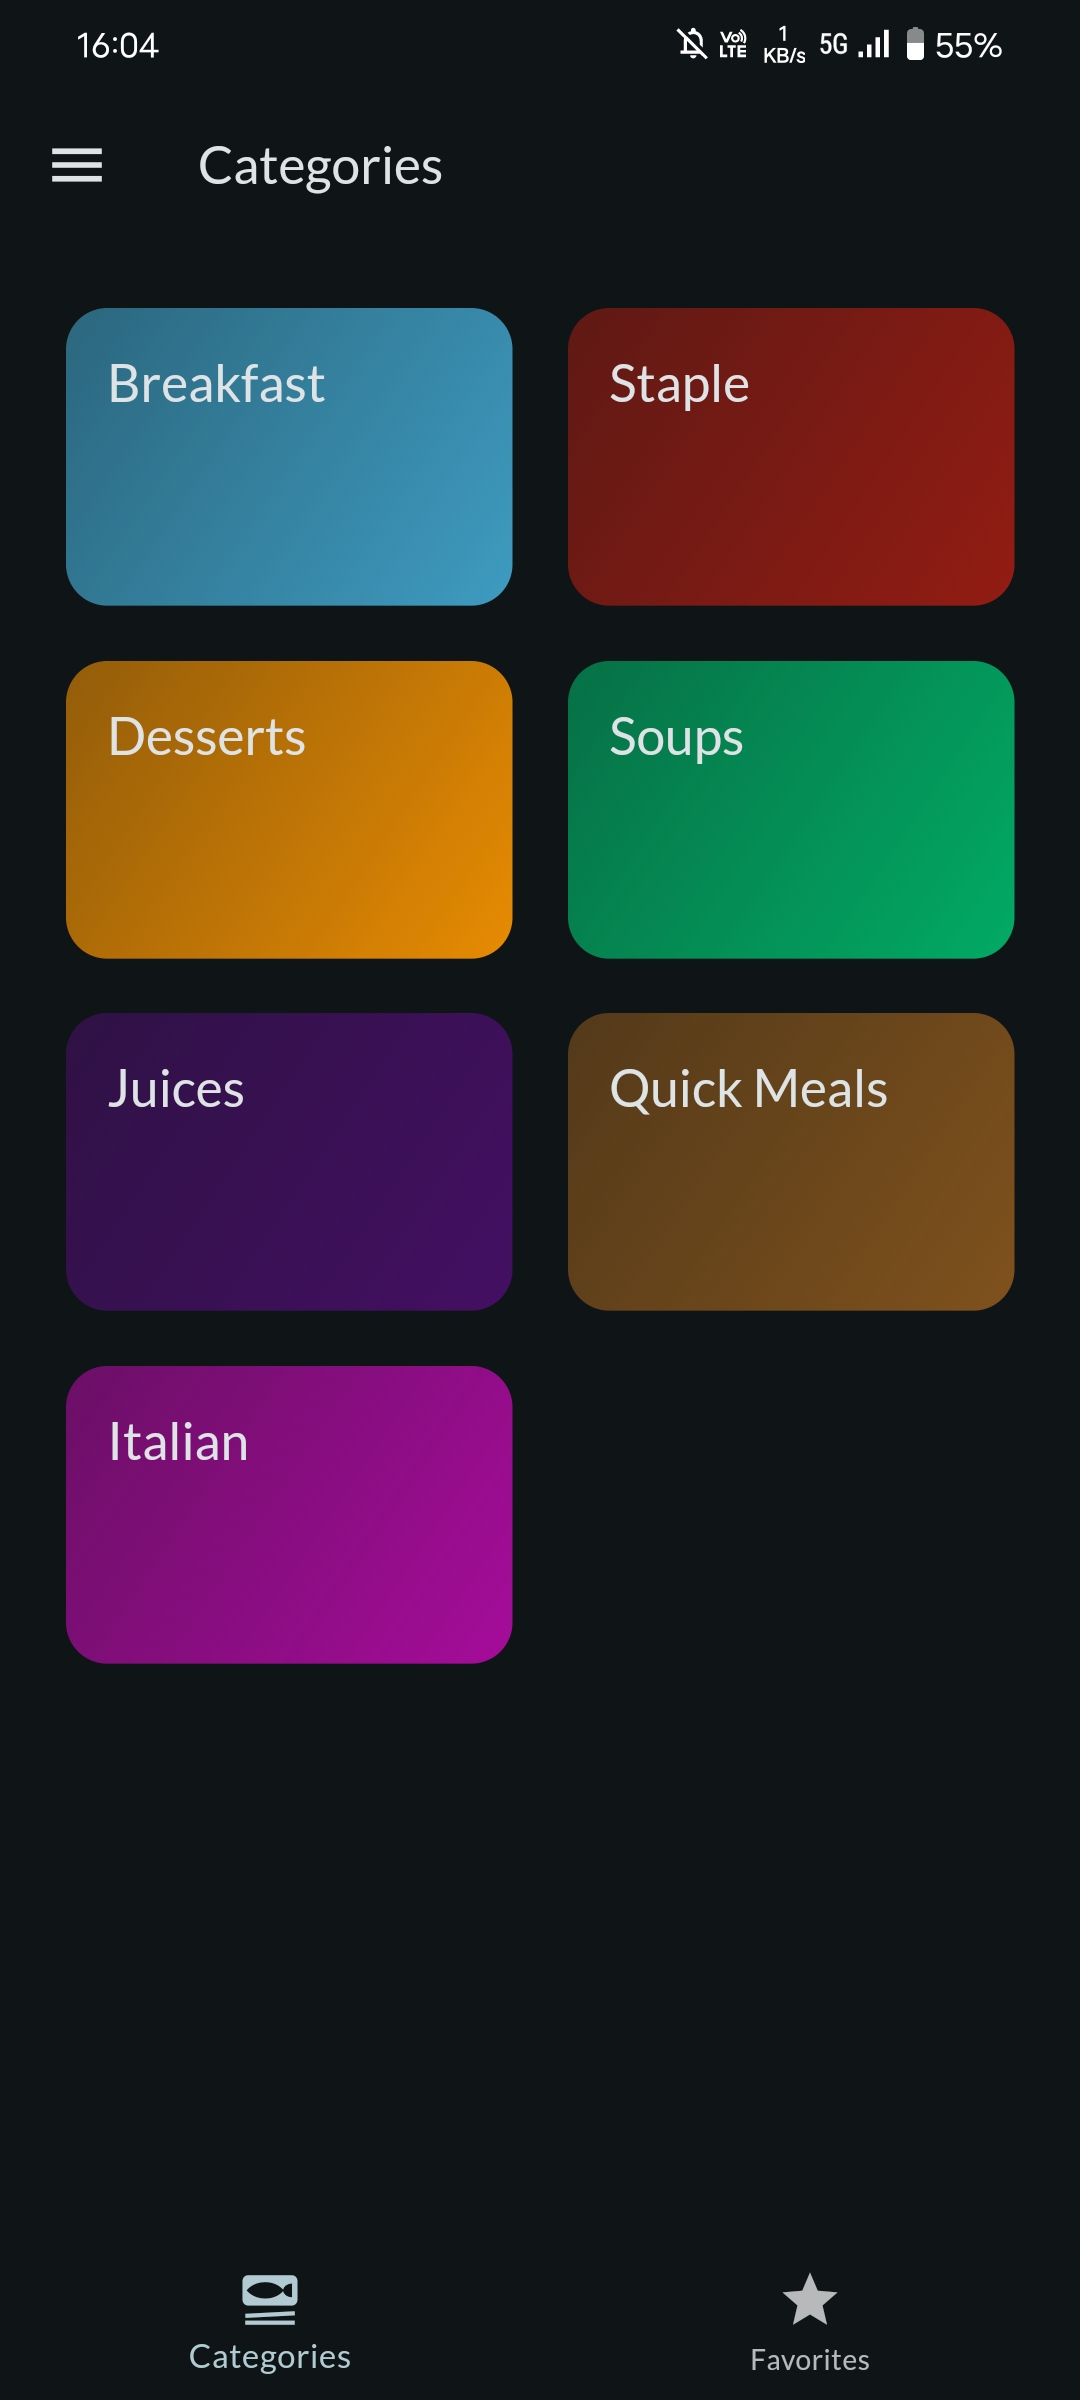 16:04
Vo))
LTE
1
KB/s
5G
55%
Categories
Breakfast
Staple
Desserts
Soups
Juices
Quick Meals
Italian
Categories
Favorites